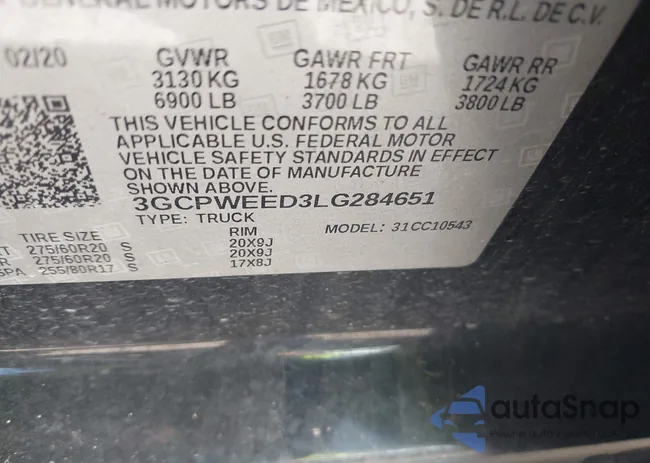 GENERAL MOTORS DE MEXICO, S. DE R.L. DE C.V.
02/20 GVWR GAWR FRT GAWR RR
3130 KG 1678 KG 1724 KG
6900 LB 3700 LB 3800 LB
THIS VEHICLE CONFORMS TO ALL
APPLICABLE U.S. FEDERAL MOTOR
VEHICLE SAFETY STANDARDS IN EFFECT
ON THE DATE OF MANUFACTURE
SHOWN ABOVE.
3GCPWEED3LG284651
TYPE: TRUCK MODEL: 31CC10543
TIRE SIZE RIM
275/60R20 S 20X9J
R 275/60R20 S 20X9J
SPA 255/80R17 S 17X8J
autoSnap